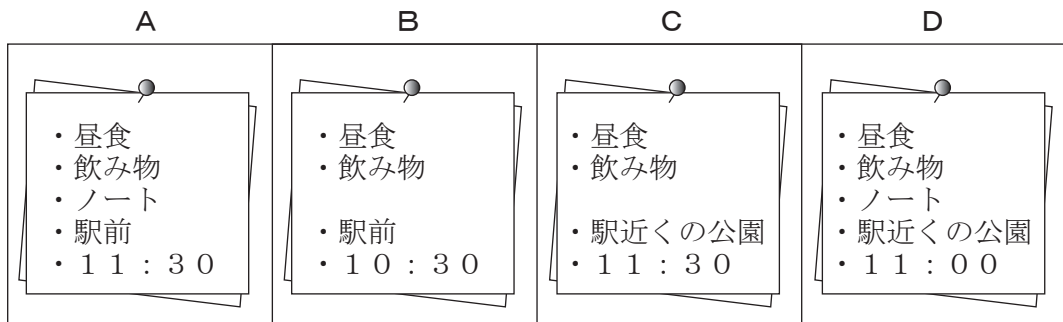 A
・昼食
・飲み物
・ノート
・駅前
・１１：３０
B
・昼食
・飲み物
・駅前
・１０：３０
C
・昼食
・飲み物
・駅近くの公園
・１１：３０
D
・昼食
・飲み物
・ノート
・駅近くの公園
・１１：００